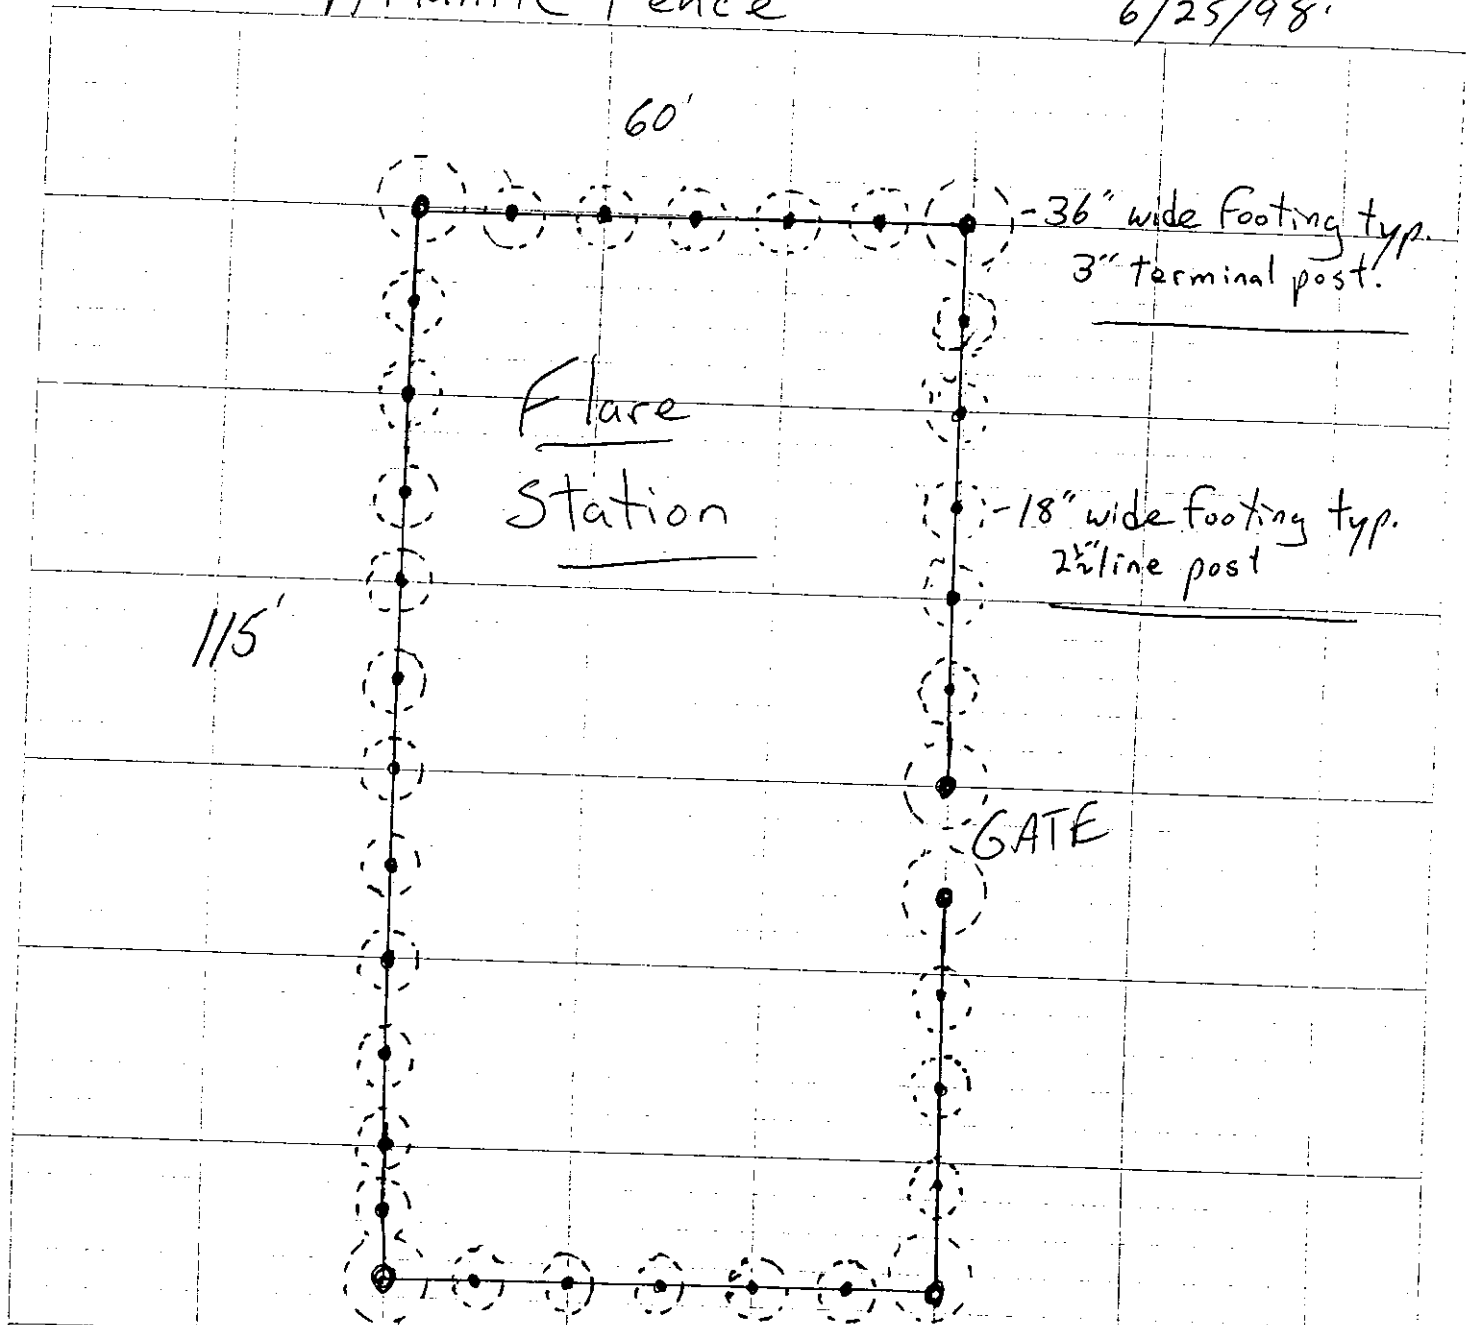 Fence
6/25/98
60'
-36" wide footing typ.
3" terminal post.
Flare
Station
-18" wide footing typ.
2½" line post
115'
GATE